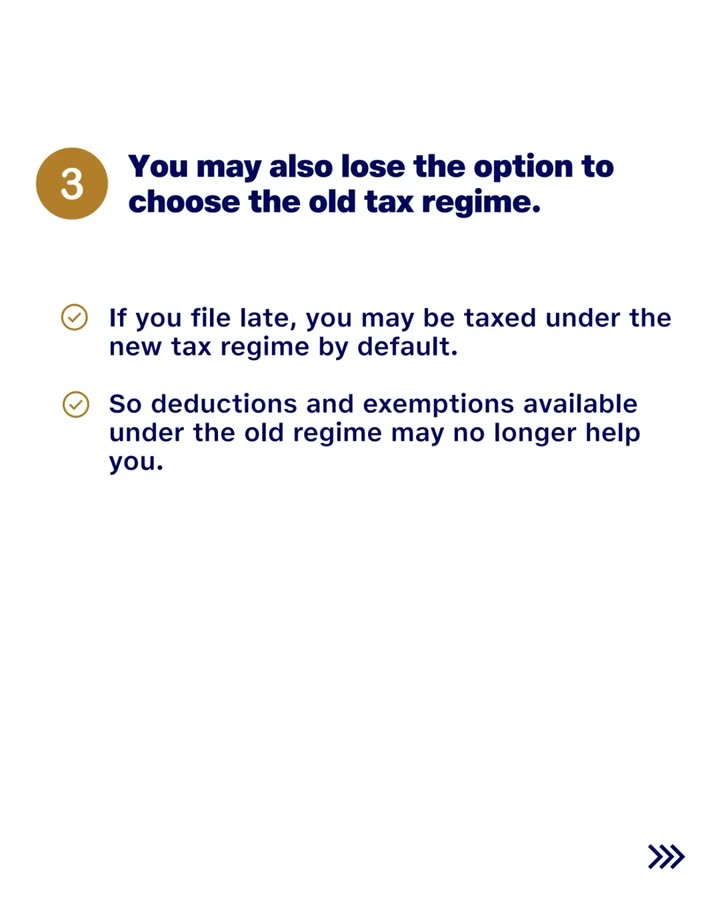 3
You may also lose the option to
choose the old tax regime.
If you file late, you may be taxed under the
new tax regime by default.
So deductions and exemptions available
under the old regime may no longer help
you.